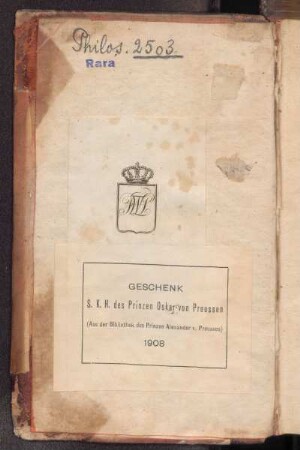 Philos. 2503.
Rara
GESCHENK
S. K. H. des Prinzen Oskar von Preussen
(Aus der Bibliothek des Prinzen Alexander v. Preussen)
1908